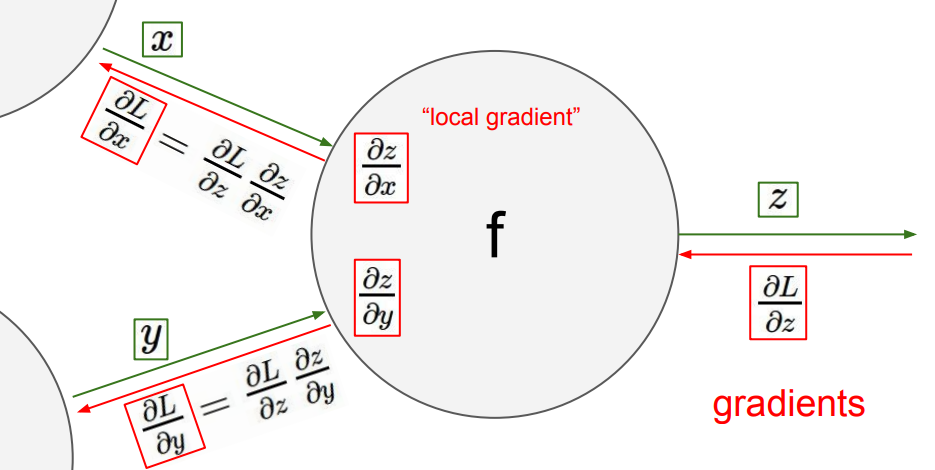 x
∂L/∂x = ∂L/∂z ∂z/∂x
“local gradient”
∂z/∂x
f
z
∂L/∂z
∂z/∂y
y
∂L/∂y = ∂L/∂z ∂z/∂y
gradients